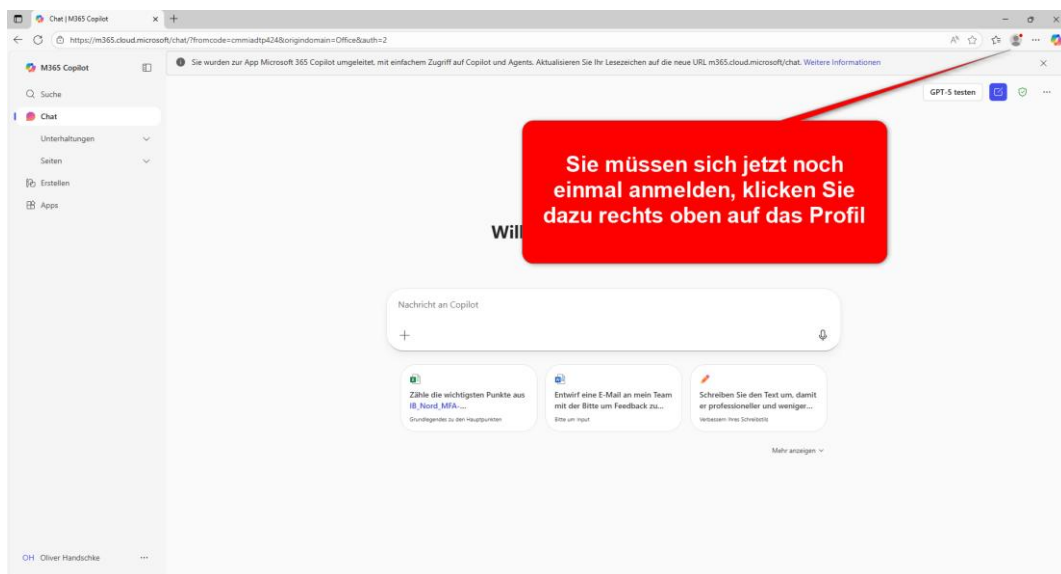 Chat | M365 Copilot
https://m365.cloud.microsoft/chat/?fromcode=cmmiadtp424&origindomain=Office&auth=2
M365 Copilot
Sie wurden zur App Microsoft 365 Copilot umgeleitet, mit einfachem Zugriff auf Copilot und Agents. Aktualisieren Sie Ihr Lesezeichen auf die neue URL m365.cloud.microsoft/chat. Weitere Informationen
Suche
GPT-5 testen
Chat
Unterhaltungen
Seiten
Erstellen
Apps
Sie müssen sich jetzt noch
einmal anmelden, klicken Sie
dazu rechts oben auf das Profil
Will
Nachricht an Copilot
Zähle die wichtigsten Punkte aus
IB_Nord_MFA-...
Grundlegendes zu den Hauptpunkten
Entwirf eine E-Mail an mein Team
mit der Bitte um Feedback zu...
Bitte um Input
Schreiben Sie den Text um, damit
er professioneller und weniger...
Verbessern Ihres Schreibstils
Mehr anzeigen
OH Oliver Handschke